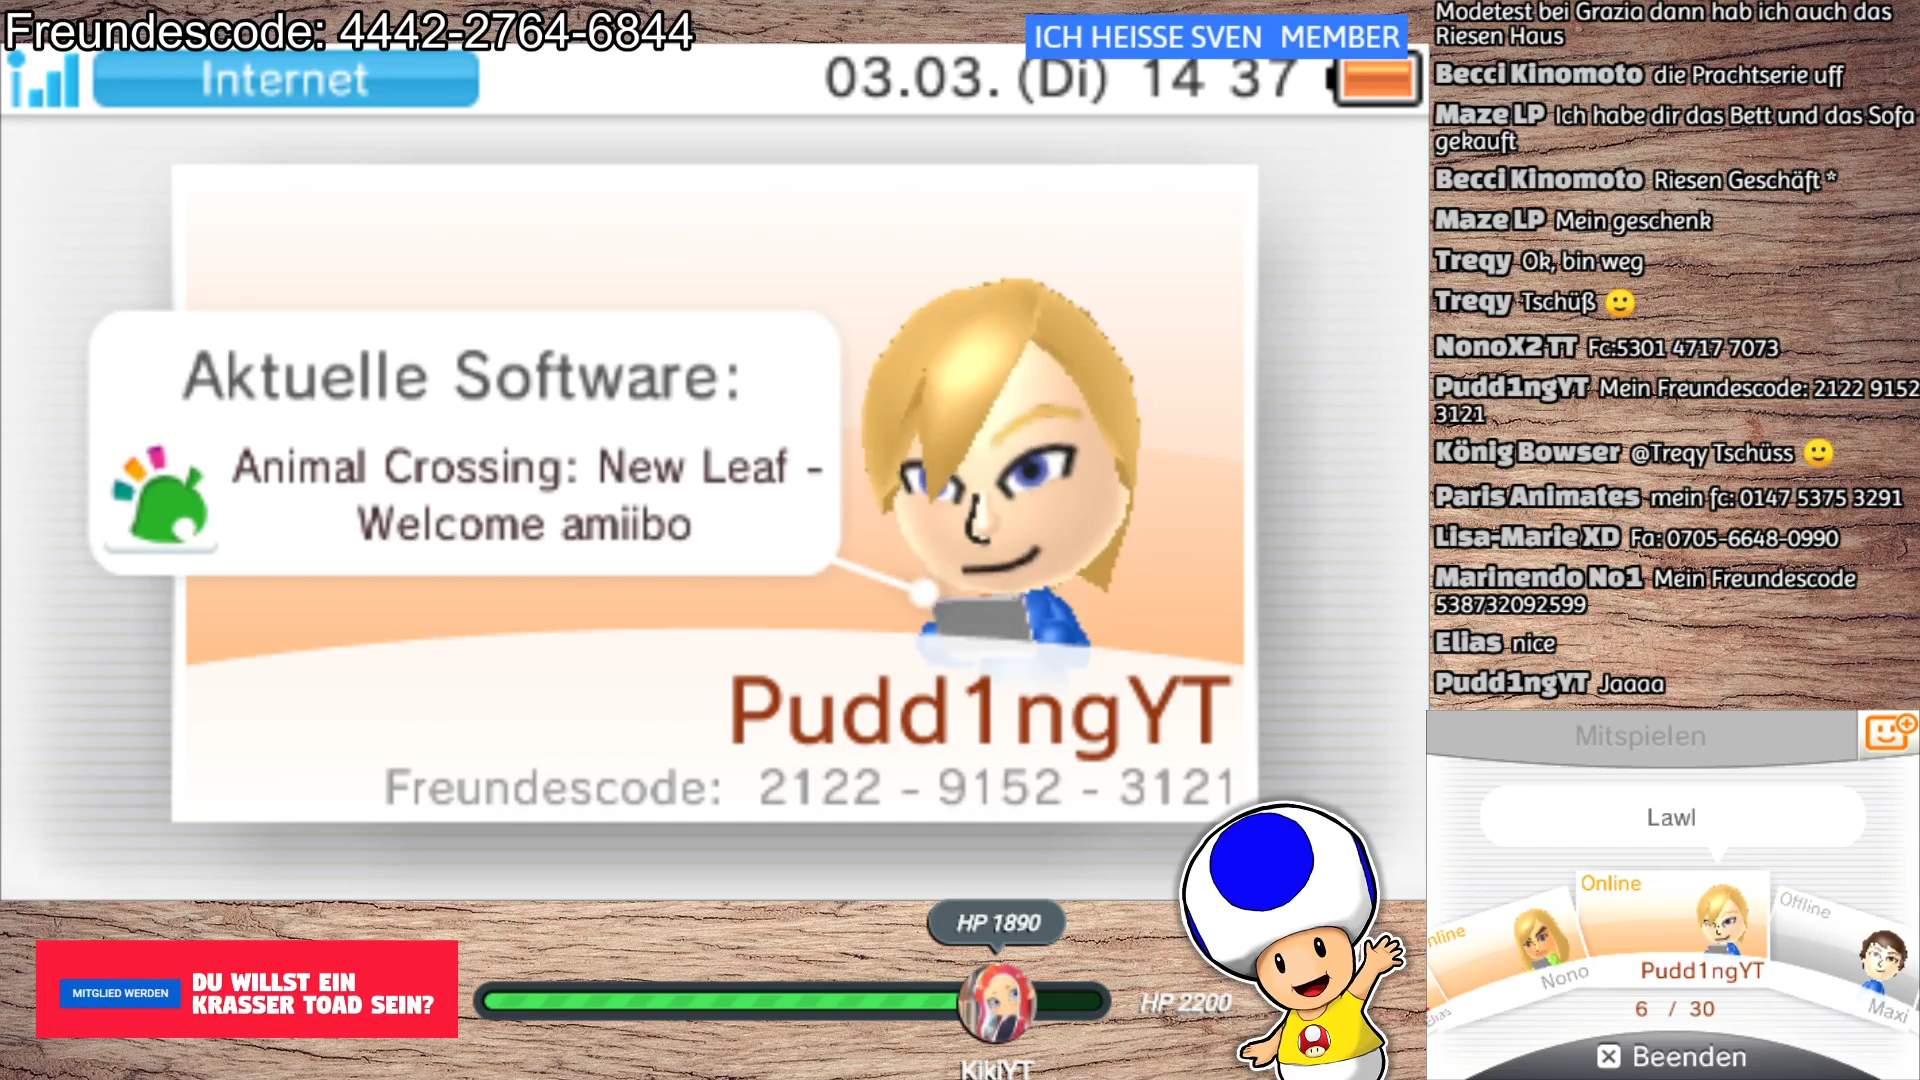 Freundescode: 4442-2764-6844
ICH HEISSE SVEN MEMBER
Internet
03.03. (Di) 14 37
Aktuelle Software:
Animal Crossing: New Leaf -
Welcome amiibo
Pudd1ngYT
Freundescode: 2122 - 9152 - 3121
Modetest bei Grazia dann hab ich auch das
Riesen Haus
Becci Kinomoto die Prachtserie uff
Maze LP Ich habe dir das Bett und das Sofa
gekauft
Becci Kinomoto Riesen Geschäft *
Maze LP Mein geschenk
Treqy Ok, bin weg
Treqy Tschüß 🙂
NonoX2 TT Fc:5301 4717 7073
Pudd1ngYT Mein Freundescode: 2122 9152
3121
König Bowser @Treqy Tschüss 🙂
Paris Animates mein fc: 0147 5375 3291
Lisa-Marie XD Fa: 0705-6648-0990
Marinendo No1 Mein Freundescode
538732092599
Elias nice
Pudd1ngYT Jaaaa
Mitspielen
Lawl
Online
Offline
nline
Nono
Pudd1ngYT
Maxi
Elias
6 / 30
Beenden
MITGLIED WERDEN
DU WILLST EIN
KRASSER TOAD SEIN?
HP 1890
HP 2200
KikiYT